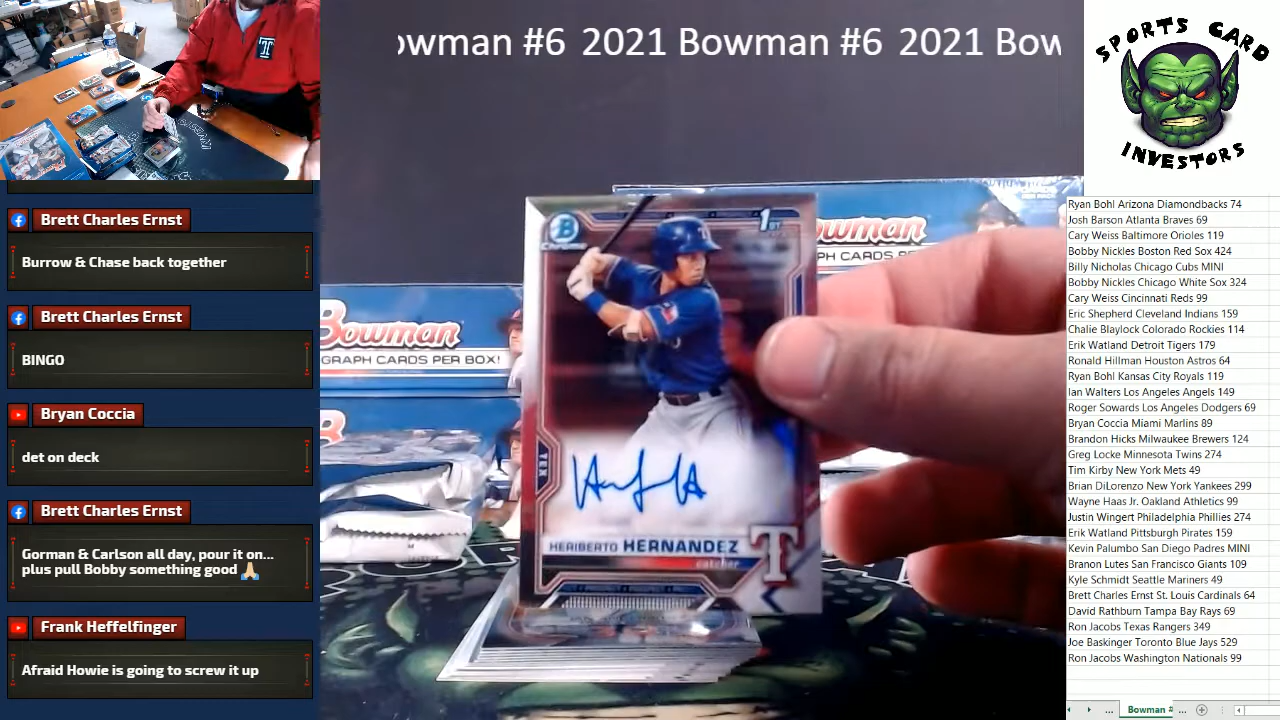 owman #6 2021 Bowman #6 2021 Bow
SPORTS CARD
INVESTORS
T
Brett Charles Ernst
Burrow & Chase back together
Brett Charles Ernst
BINGO
Bryan Coccia
det on deck
Brett Charles Ernst
Gorman & Carlson all day, pour it on...
plus pull Bobby something good 🙏
Frank Heffelfinger
Afraid Howie is going to screw it up
Bowman
GRAPH CARDS PER BOX!
owman
PH CARDS PE
B
Chrome
1ST
TEX
HERIBERTO HERNANDEZ
catcher
T
Ryan Bohl Arizona Diamondbacks 74
Josh Barson Atlanta Braves 69
Cary Weiss Baltimore Orioles 119
Bobby Nickles Boston Red Sox 424
Billy Nicholas Chicago Cubs MINI
Bobby Nickles Chicago White Sox 324
Cary Weiss Cincinnati Reds 99
Eric Shepherd Cleveland Indians 159
Chalie Blaylock Colorado Rockies 114
Erik Watland Detroit Tigers 179
Ronald Hillman Houston Astros 64
Ryan Bohl Kansas City Royals 119
Ian Walters Los Angeles Angels 149
Roger Sowards Los Angeles Dodgers 69
Bryan Coccia Miami Marlins 89
Brandon Hicks Milwaukee Brewers 124
Greg Locke Minnesota Twins 274
Tim Kirby New York Mets 49
Brian DiLorenzo New York Yankees 299
Wayne Haas Jr. Oakland Athletics 99
Justin Wingert Philadelphia Phillies 274
Erik Watland Pittsburgh Pirates 159
Kevin Palumbo San Diego Padres MINI
Branon Lutes San Francisco Giants 109
Kyle Schmidt Seattle Mariners 49
Brett Charles Ernst St. Louis Cardinals 64
David Rathburn Tampa Bay Rays 69
Ron Jacobs Texas Rangers 349
Joe Baskinger Toronto Blue Jays 529
Ron Jacobs Washington Nationals 99
... Bowman # ...